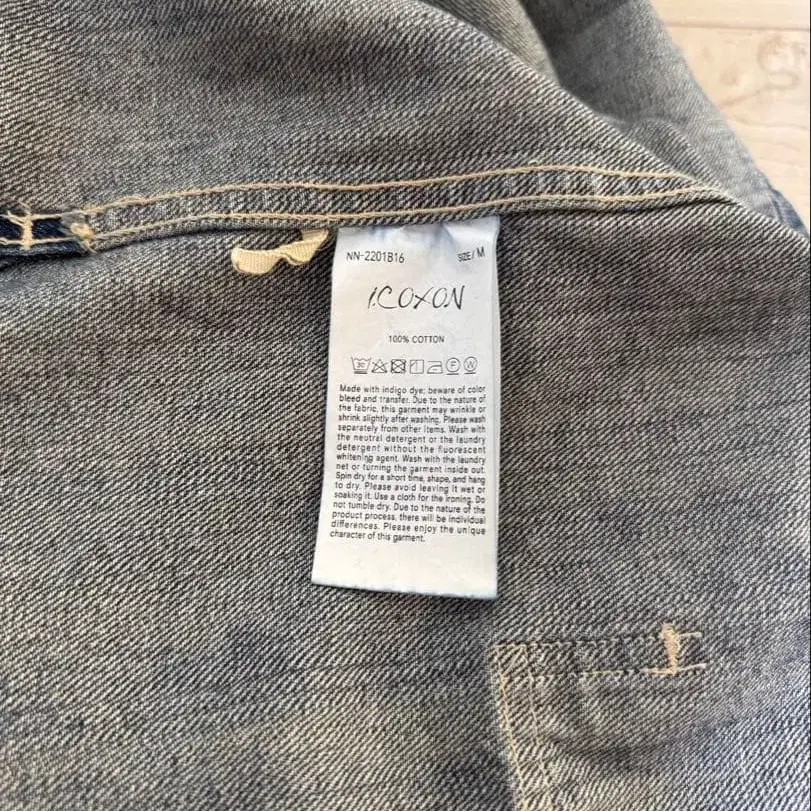 NN-2201B16 SIZE/ M
I.COXON
100% COTTON
30 F W
Made with indigo dye; beware of color
bleed and transfer. Due to the nature of
the fabric, this garment may wrinkle or
shrink slightly after washing. Please wash
separately from other items. Wash with
the neutral detergent or the laundry
detergent without the fluorescent
whitening agent. Wash with the laundry
net or turning the garment inside out.
Spin dry for a short time, shape, and hang
to dry. Please avoid leaving it wet or
soaking it. Use a cloth for the ironing. Do
not tumble dry. Due to the nature of the
product process, there will be individual
differences. Please enjoy the unique
character of this garment.